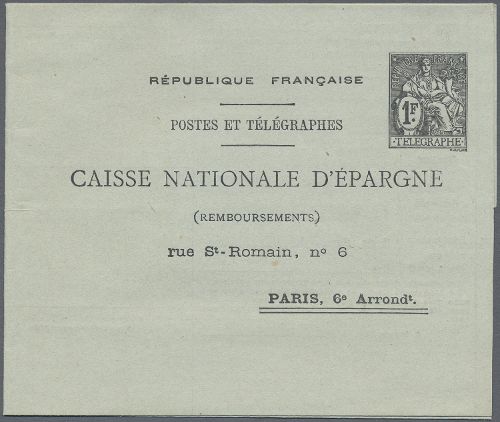 RÉPUBLIQUE FRANÇAISE
POSTES ET TÉLÉGRAPHES
CAISSE NATIONALE D'ÉPARGNE
(REMBOURSEMENTS)
rue St-Romain, no 6
PARIS, 6e Arrondt.
RÉPUBLIQUE FRANÇAISE
1F.
TÉLÉGRAPHE